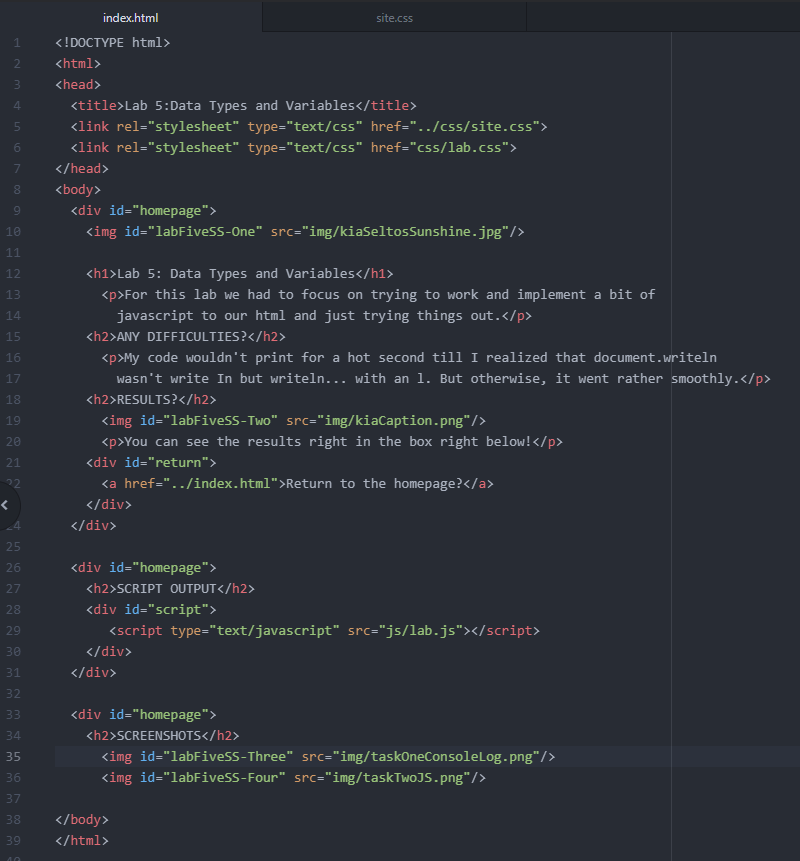 index.html site.css
1 <!DOCTYPE html>
2 <html>
3 <head>
4 <title>Lab 5:Data Types and Variables</title>
5 <link rel="stylesheet" type="text/css" href="../css/site.css">
6 <link rel="stylesheet" type="text/css" href="css/lab.css">
7 </head>
8 <body>
9 <div id="homepage">
10 <img id="labFiveSS-One" src="img/kiaSeltosSunshine.jpg"/>
11
12 <h1>Lab 5: Data Types and Variables</h1>
13 <p>For this lab we had to focus on trying to work and implement a bit of
14 javascript to our html and just trying things out.</p>
15 <h2>ANY DIFFICULTIES?</h2>
16 <p>My code wouldn't print for a hot second till I realized that document.writeln
17 wasn't write In but writeln... with an l. But otherwise, it went rather smoothly.</p>
18 <h2>RESULTS?</h2>
19 <img id="labFiveSS-Two" src="img/kiaCaption.png"/>
20 <p>You can see the results right in the box right below!</p>
21 <div id="return">
22 <a href="../index.html">Return to the homepage?</a>
</div>
24 </div>
25
26 <div id="homepage">
27 <h2>SCRIPT OUTPUT</h2>
28 <div id="script">
29 <script type="text/javascript" src="js/lab.js"></script>
30 </div>
31 </div>
32
33 <div id="homepage">
34 <h2>SCREENSHOTS</h2>
35 <img id="labFiveSS-Three" src="img/taskOneConsoleLog.png"/>
36 <img id="labFiveSS-Four" src="img/taskTwoJS.png"/>
37
38 </body>
39 </html>